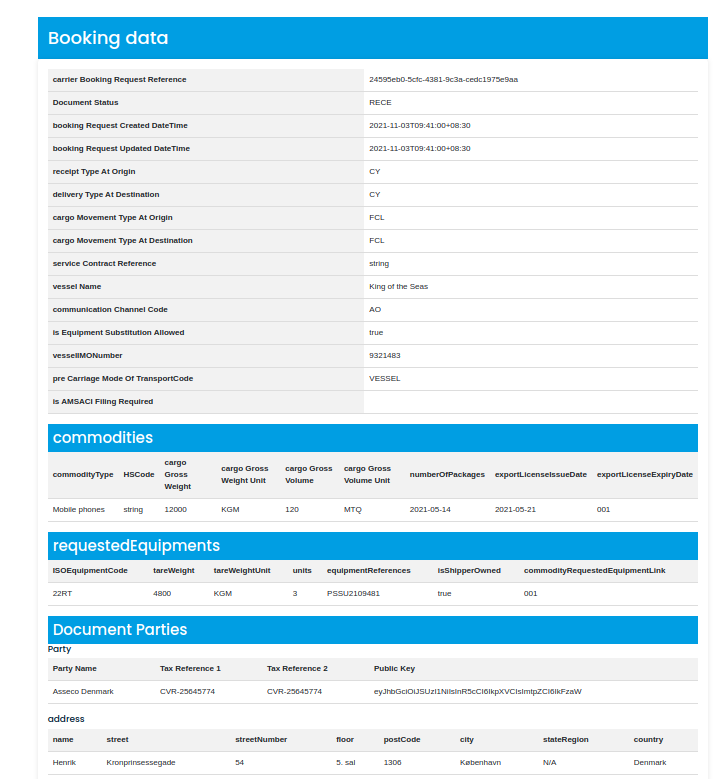 Booking data
carrier Booking Request Reference 24595eb0-5cfc-4381-9c3a-cedc1975e9aa
Document Status RECE
booking Request Created DateTime 2021-11-03T09:41:00+08:30
booking Request Updated DateTime 2021-11-03T09:41:00+08:30
receipt Type At Origin CY
delivery Type At Destination CY
cargo Movement Type At Origin FCL
cargo Movement Type At Destination FCL
service Contract Reference string
vessel Name King of the Seas
communication Channel Code AO
is Equipment Substitution Allowed true
vesselIMONumber 9321483
pre Carriage Mode Of TransportCode VESSEL
is AMSACI Filing Required
commodities
commodityType HSCode cargo Gross Weight cargo Gross Weight Unit cargo Gross Volume cargo Gross Volume Unit numberOfPackages exportLicenseIssueDate exportLicenseExpiryDate
Mobile phones string 12000 KGM 120 MTQ 2021-05-14 2021-05-21 001
requestedEquipments
ISOEquipmentCode tareWeight tareWeightUnit units equipmentReferences isShipperOwned commodityRequestedEquipmentLink
22RT 4800 KGM 3 PSSU2109481 true 001
Document Parties
Party
Party Name Tax Reference 1 Tax Reference 2 Public Key
Asseco Denmark CVR-25645774 CVR-25645774 eyJhbGciOiJSUzI1NiIsInR5cCI6IkpXVCIsImtpZCI6IkFzaW
address
name street streetNumber floor postCode city stateRegion country
Henrik Kronprinsessegade 54 5. sal 1306 København N/A Denmark